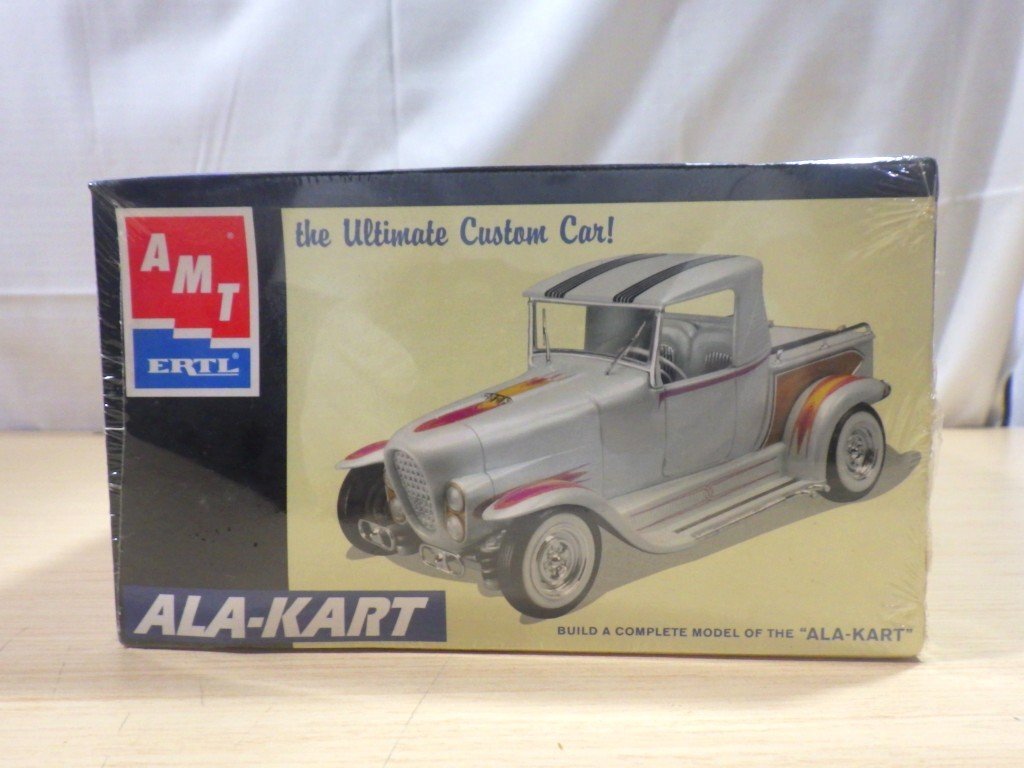 AMT
ERTL®
the Ultimate Custom Car!
ALA-KART
BUILD A COMPLETE MODEL OF THE "ALA-KART"